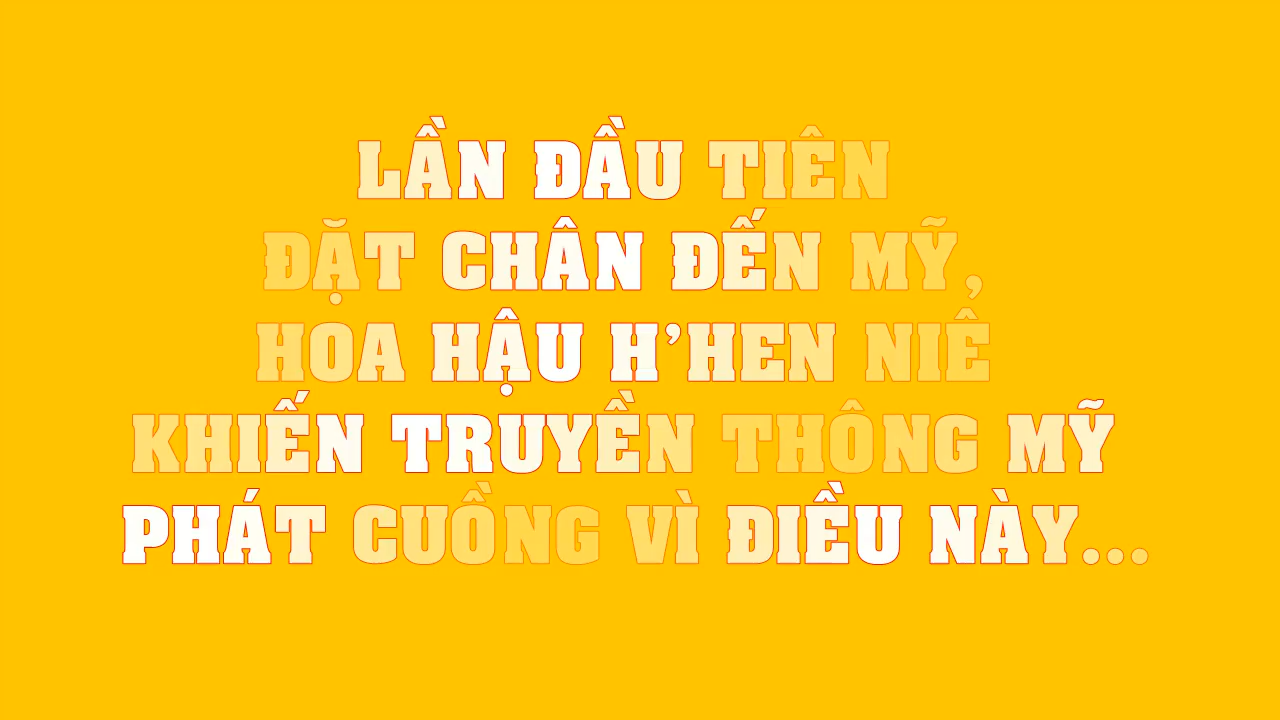 LẦN ĐẦU TIÊN
ĐẶT CHÂN ĐẾN MỸ,
HOA HẬU H’HEN NIÊ
KHIẾN TRUYỀN THÔNG MỸ
PHÁT CUỒNG VÌ ĐIỀU NÀY...